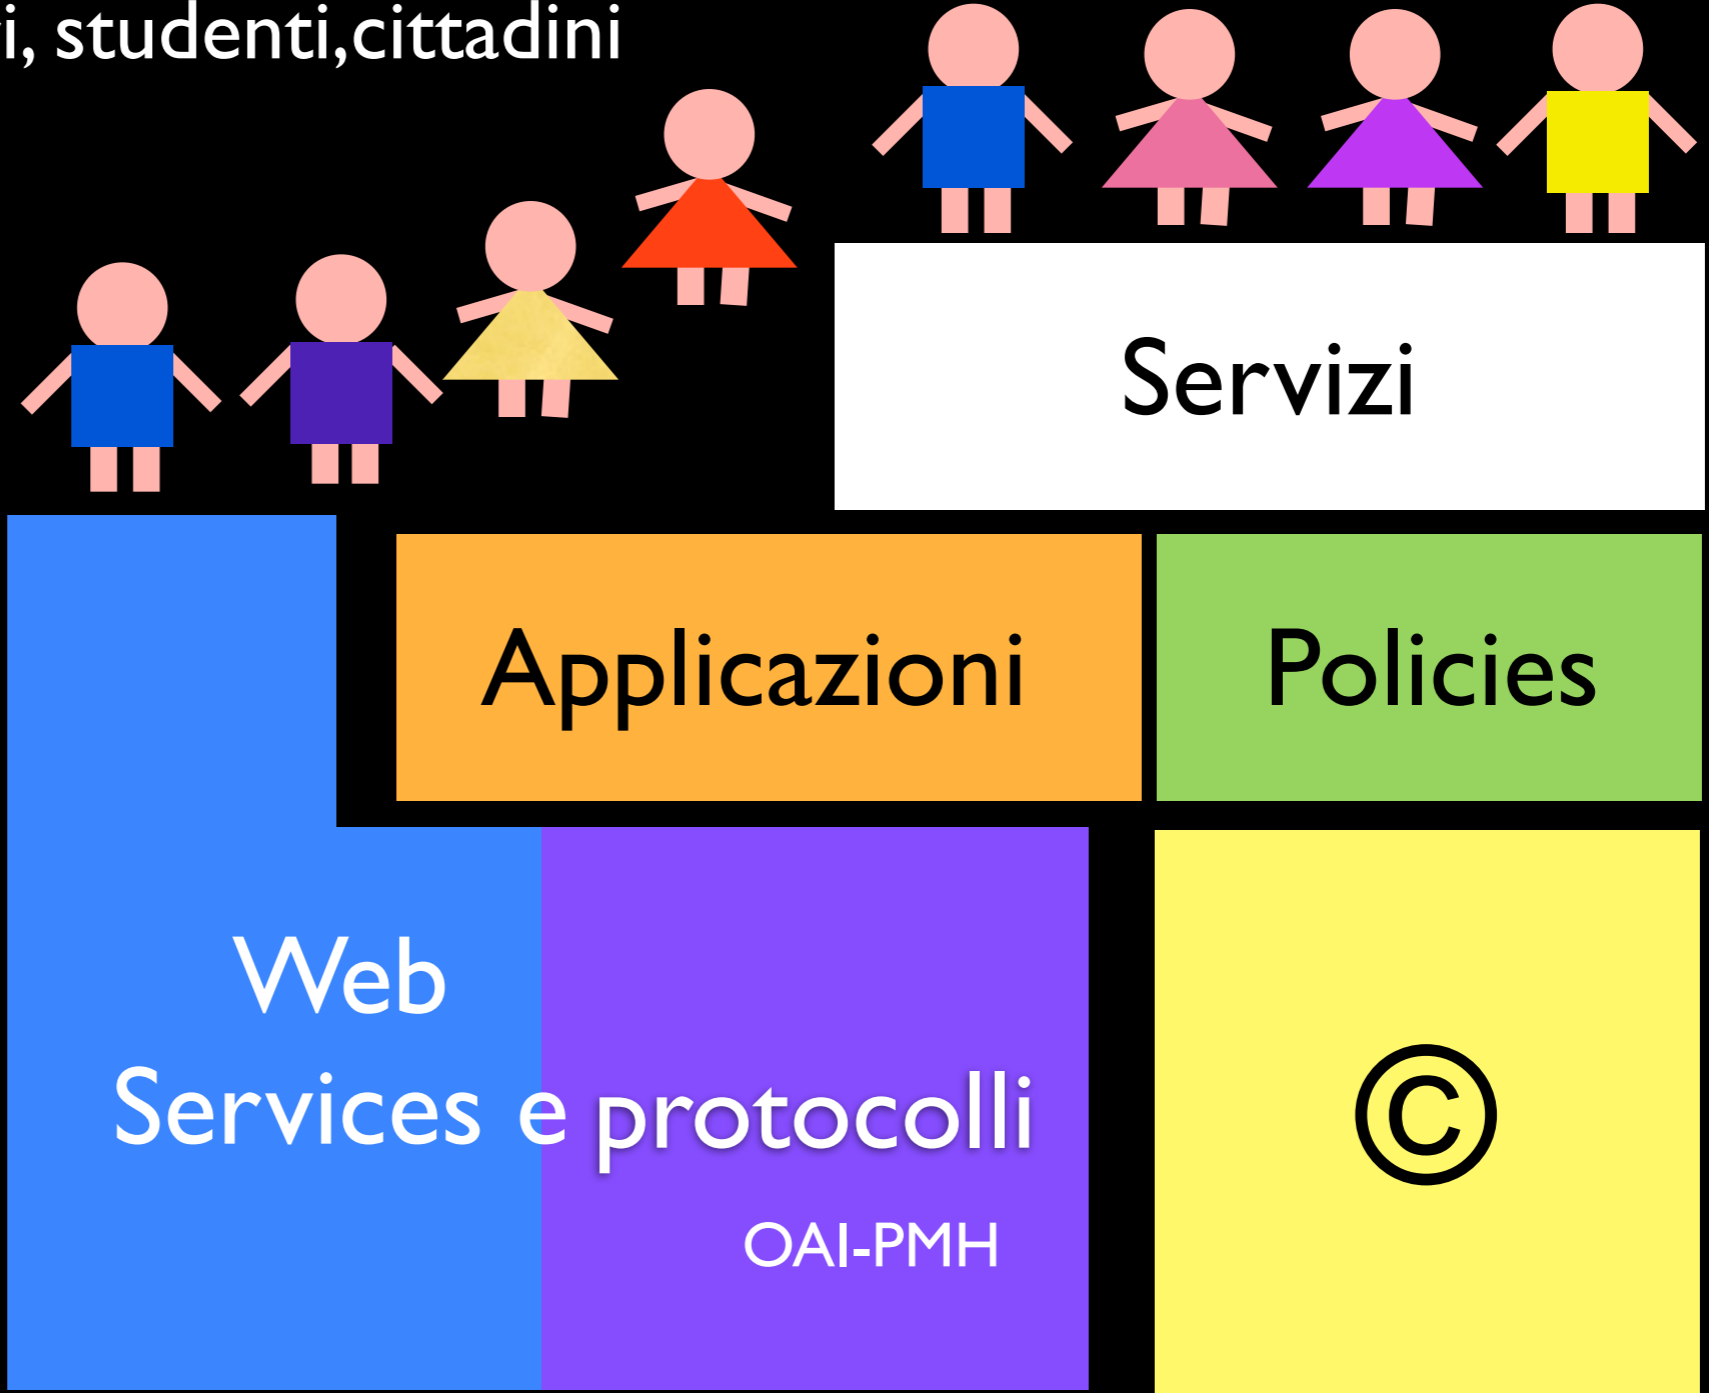 i, studenti,cittadini
Servizi
Applicazioni
Policies
Web
Services e protocolli
OAI-PMH
©